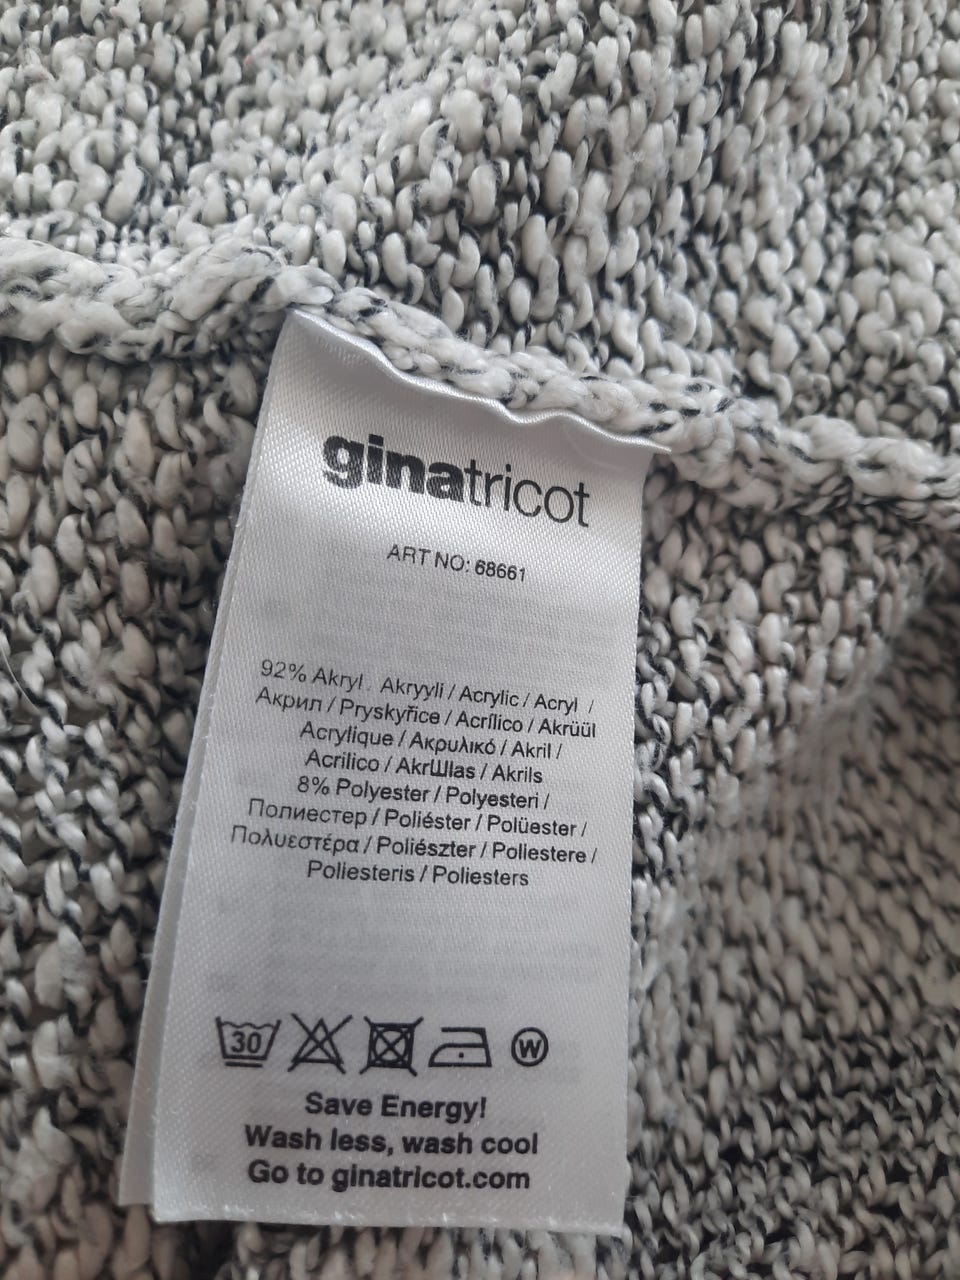 ginatricot
ART NO: 68661
92% Akryl . Akryyli / Acrylic / Acryl /
Акрил / Pryskyřice / Acrílico / Akrüül
Acrylique / Ακρυλικό / Akril /
Acrilico / AkrШlas / Akrils
8% Polyester / Polyesteri /
Полиестер / Poliéster / Polüester /
Πολυεστέρα / Poliészter / Poliestere /
Poliesteris / Poliesters
30 W
Save Energy!
Wash less, wash cool
Go to ginatricot.com